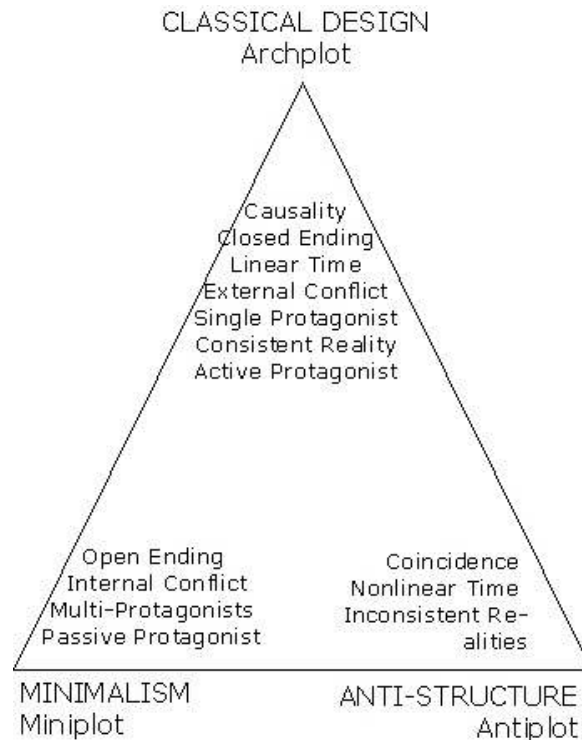 CLASSICAL DESIGN
Archplot
Causality
Closed Ending
Linear Time
External Conflict
Single Protagonist
Consistent Reality
Active Protagonist
Open Ending
Internal Conflict
Multi-Protagonists
Passive Protagonist
Coincidence
Nonlinear Time
Inconsistent Re-
alities
MINIMALISM
Miniplot
ANTI-STRUCTURE
Antiplot